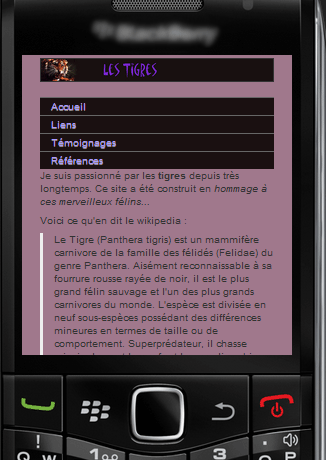 BlackBerry
LES TIGRES
Accueil
Liens
Témoignages
Références
Je suis passionné par les tigres depuis très
longtemps. Ce site a été construit en hommage à
ces merveilleux félins...
Voici ce qu'en dit le wikipedia :
Le Tigre (Panthera tigris) est un mammifère
carnivore de la famille des félidés (Felidae) du
genre Panthera. Aisément reconnaissable à sa
fourrure rousse rayée de noir, il est le plus
grand félin sauvage et l'un des plus grands
carnivores du monde. L'espèce est divisée en
neuf sous-espèces possédant des différences
mineures en termes de taille ou de
comportement. Superprédateur, il chasse
! 1 3 .
Q W O P